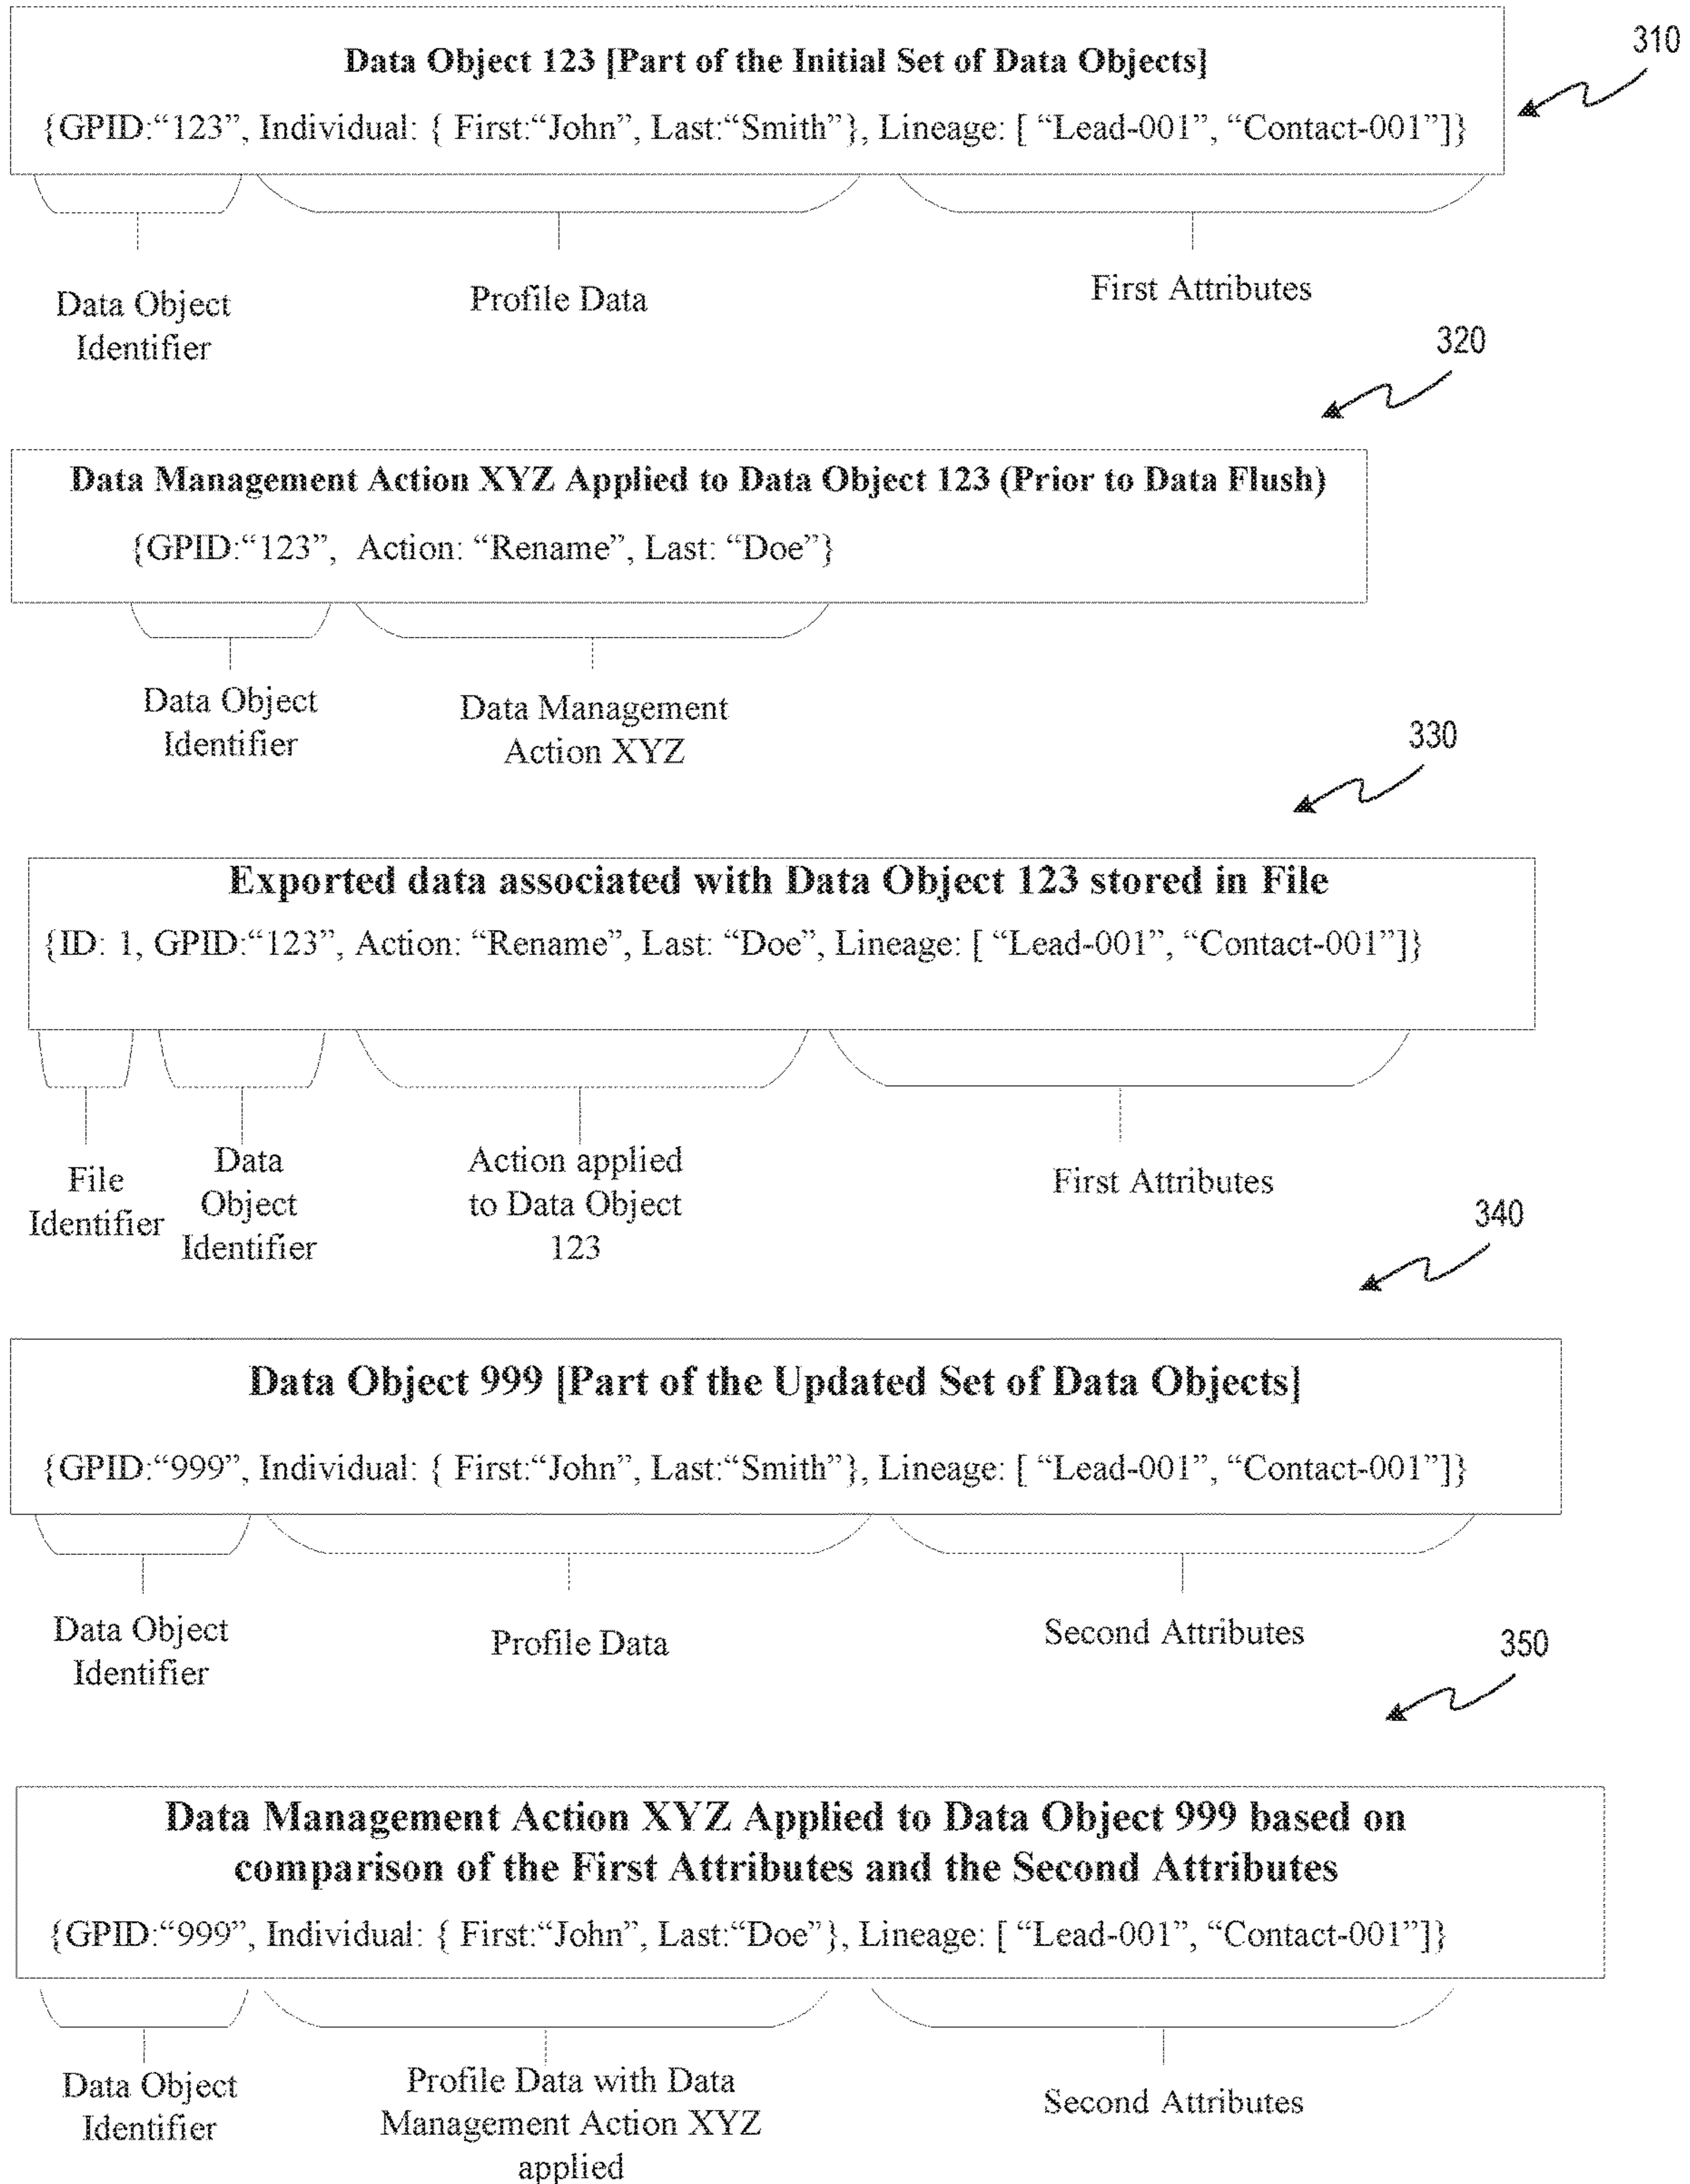 310
Data Object 123 [Part of the Initial Set of Data Objects]
{GPID:“123”, Individual: { First:“John”, Last:“Smith”}, Lineage: [ “Lead-001”, “Contact-001”]}
Data Object
Identifier
Profile Data
First Attributes
320
Data Management Action XYZ Applied to Data Object 123 (Prior to Data Flush)
{GPID:“123”, Action: “Rename”, Last: “Doe”}
Data Object
Identifier
Data Management
Action XYZ
330
Exported data associated with Data Object 123 stored in File
{ID: 1, GPID:“123”, Action: “Rename”, Last: “Doe”, Lineage: [ “Lead-001”, “Contact-001”]}
File
Identifier
Data
Object
Identifier
Action applied
to Data Object
123
First Attributes
340
Data Object 999 [Part of the Updated Set of Data Objects]
{GPID:“999”, Individual: { First:“John”, Last:“Smith”}, Lineage: [ “Lead-001”, “Contact-001”]}
Data Object
Identifier
Profile Data
Second Attributes
350
Data Management Action XYZ Applied to Data Object 999 based on
comparison of the First Attributes and the Second Attributes
{GPID:“999”, Individual: { First:“John”, Last:“Doe”}, Lineage: [ “Lead-001”, “Contact-001”]}
Data Object
Identifier
Profile Data with Data
Management Action XYZ
applied
Second Attributes